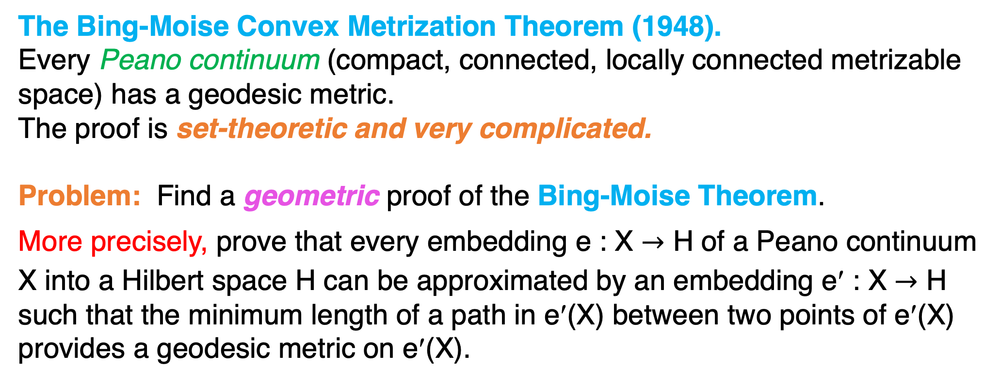 The Bing-Moise Convex Metrization Theorem (1948).
Every Peano continuum (compact, connected, locally connected metrizable
space) has a geodesic metric.
The proof is set-theoretic and very complicated.
Problem:  Find a geometric proof of the Bing-Moise Theorem.
More precisely, prove that every embedding e : X → H of a Peano continuum
X into a Hilbert space H can be approximated by an embedding e′ : X → H
such that the minimum length of a path in e′(X) between two points of e′(X)
provides a geodesic metric on e′(X).